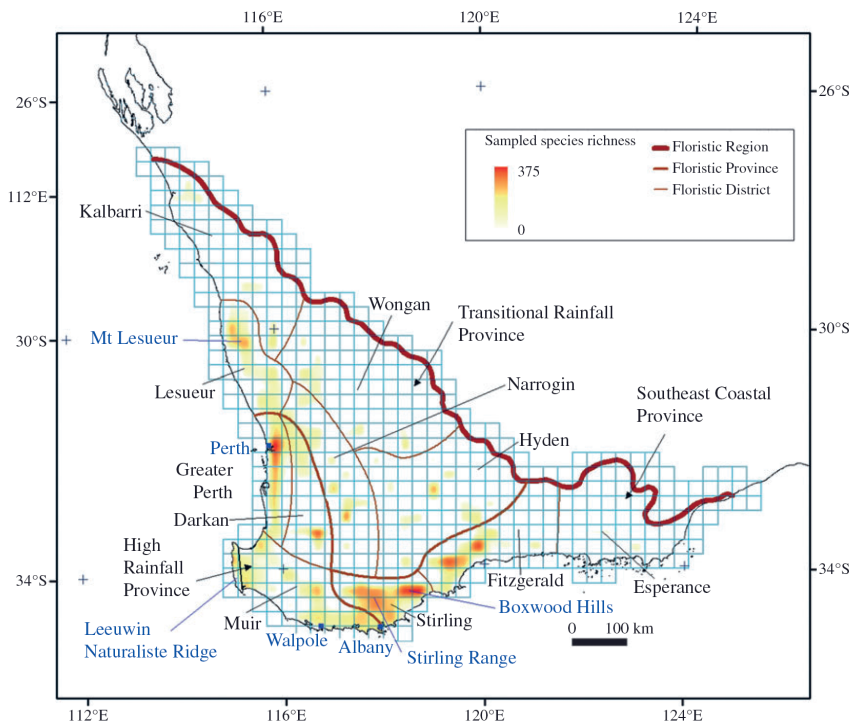 116°E
120°E
124°E
26°S
26°S
Sampled species richness
375
0
Floristic Region
Floristic Province
Floristic District
112°E
Kalbarri
Wongan
Transitional Rainfall
Province
30°S
30°S
Mt Lesueur
Lesueur
Narrogin
Southeast Coastal
Province
Hyden
Perth
Greater
Perth
Darkan
High
Rainfall
Province
34°S
34°S
Fitzgerald
Esperance
Boxwood Hills
Muir
Stirling
Leeuwin
Naturaliste Ridge
Walpole
Albany
Stirling Range
0
100 km
112°E
116°E
120°E
124°E